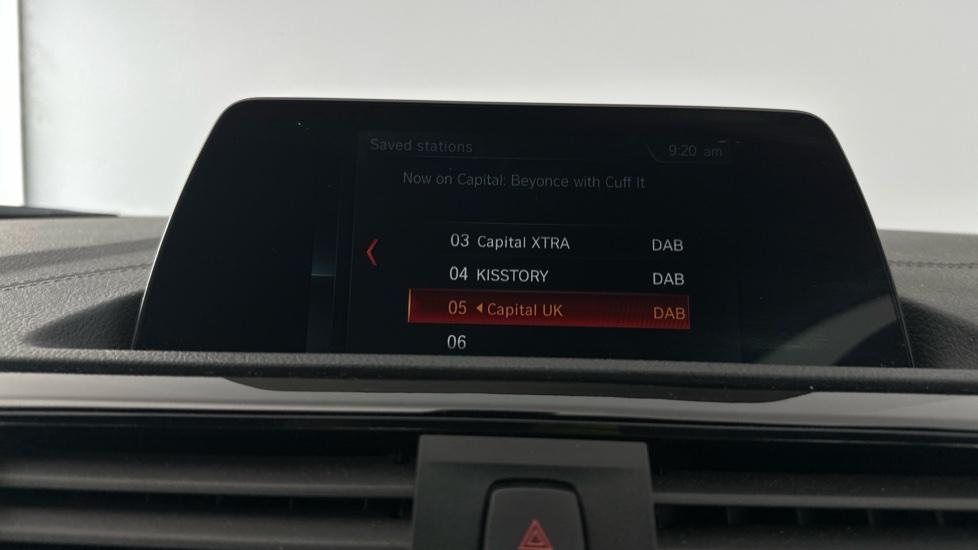 Saved stations 9:20 am
Now on Capital: Beyonce with Cuff It
03 Capital XTRA DAB
04 KISSTORY DAB
05 Capital UK DAB
06